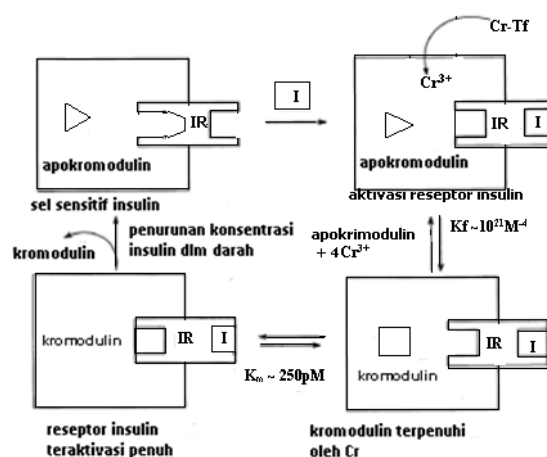 Cr-Tf
I
Cr³⁺
IR
IR
I
apokromodulin
apokromodulin
sel sensitif insulin
aktivasi reseptor insulin
penurunan konsentrasi
insulin dlm darah
kromodulin
apokrimodulin
+ 4Cr³⁺
Kf ~10²¹M⁻⁴
kromodulin
IR
I
IR
I
kromodulin
Kₘ ~ 250pM
reseptor insulin
teraktivasi penuh
kromodulin terpenuhi
oleh Cr